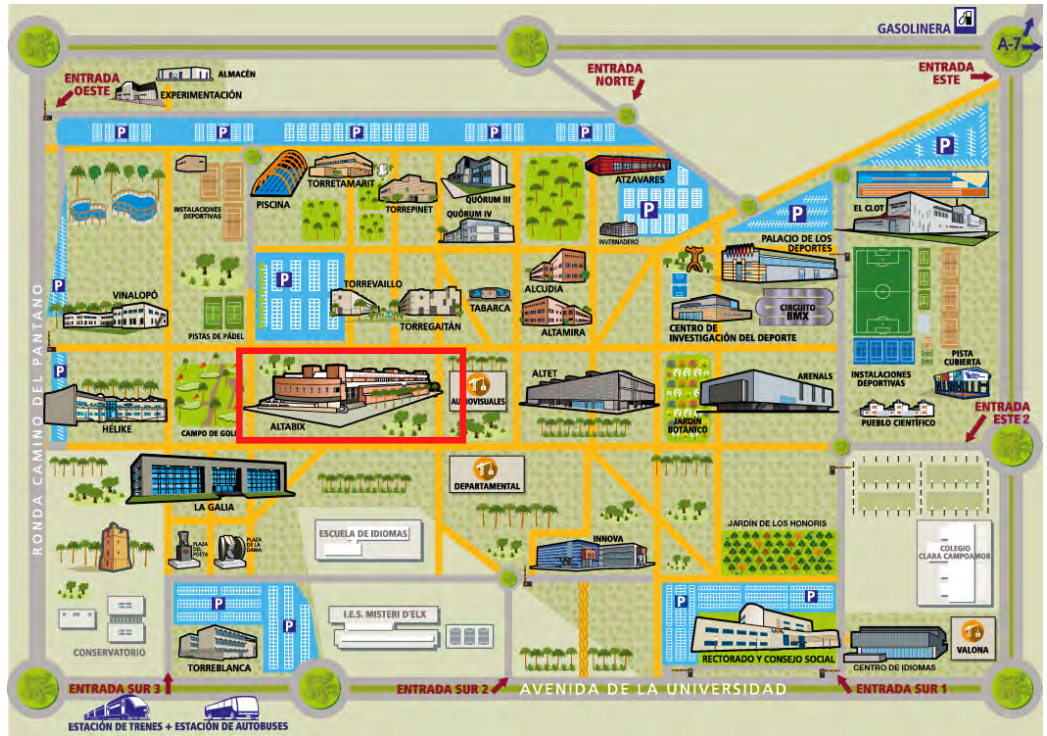 GASOLINERA
A-7
ENTRADA
OESTE
ALMACÉN
EXPERIMENTACIÓN
ENTRADA
NORTE
ENTRADA
ESTE
P
P
P
P
P
P
INSTALACIONES
DEPORTIVAS
PISCINA
TORRETAMARIT
TORREPINET
QUÓRUM III
QUÓRUM IV
ATZAVARES
P
INVERNADERO
P
EL CLOT
PALACIO DE LOS
DEPORTES
P
VINALOPÓ
PISTAS DE PÁDEL
P
TORREVAILLO
TORREGAITÁN
TABARCA
ALCUDIA
ALTAMIRA
CENTRO DE
INVESTIGACIÓN DEL DEPORTE
CIRCUITO
BMX
INSTALACIONES
DEPORTIVAS
PISTA
CUBIERTA
RONDA CAMINO DEL PANTANO
P
HÉLIKE
CAMPO DE GOLF
ALTABIX
AUDIOVISUALES
ALTET
JARDÍN
BOTÁNICO
ARENALS
PUEBLO CIENTÍFICO
ENTRADA
ESTE 2
LA GALIA
DEPARTAMENTAL
PLAZA
DEL
POETA
PLAZA
DE LA
DAMA
ESCUELA DE IDIOMAS
INNOVA
JARDÍN DE LOS HONORIS
COLEGIO
CLARA CAMPOAMOR
CONSERVATORIO
P
P
TORREBLANCA
I.E.S. MISTERI D'ELX
P
P
RECTORADO Y CONSEJO SOCIAL
CENTRO DE IDIOMAS
VALONA
ENTRADA SUR 3
ENTRADA SUR 2
AVENIDA DE LA UNIVERSIDAD
ENTRADA SUR 1
ESTACIÓN DE TRENES + ESTACIÓN DE AUTOBUSES